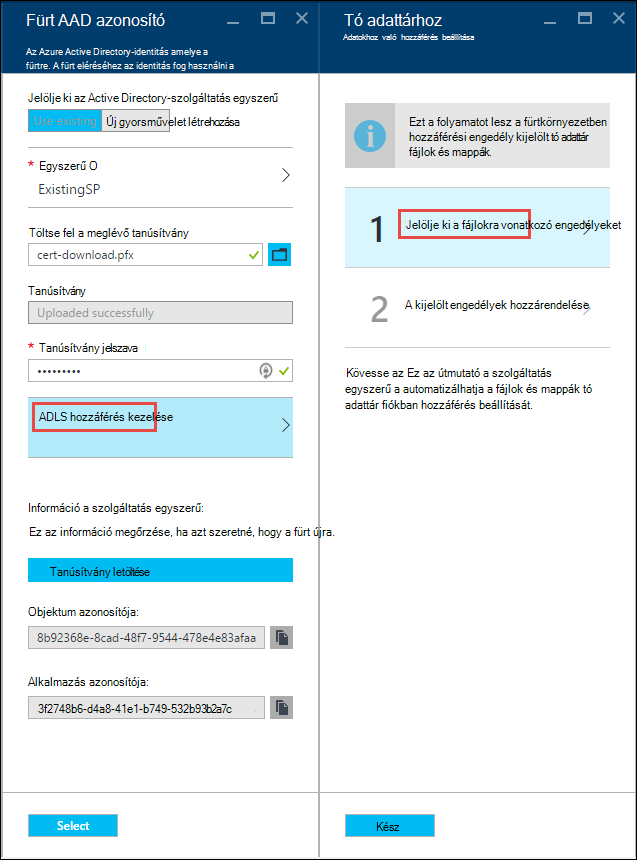 Fürt AAD azonosító
Az Azure Active Directory-identitás amelye a
fürtre. A fürt eléréséhez az identitás fog használni a
Jelölje ki az Active Directory-szolgáltatás egyszerű
Use existing Új gyorsművelet létrehozása
* Egyszerű O
ExistingSP
Töltse fel a meglévő tanúsítvány
cert-download.pfx
Tanúsítvány
Uploaded successfully
* Tanúsítvány jelszava
•••••••••
ADLS hozzáférés kezelése
Információ a szolgáltatás egyszerű:
Ez az információ megőrzése, ha azt szeretné, hogy a fürt újra.
Tanúsítvány letöltése
Objektum azonosítója:
8b92368e-8cad-48f7-9544-478e4e83afaa
Alkalmazás azonosítója:
3f2748b6-d4a8-41e1-b749-532b93b2a7c
Select
Tó adattárhoz
Adatokhoz való hozzáférés beállítása
Ezt a folyamatot lesz a fürtkörnyezetben
hozzáférési engedély kijelölt tó adattár
fájlok és mappák.
1 Jelölje ki a fájlokra vonatkozó engedélyeket
2 A kijelölt engedélyek hozzárendelése
Kövesse az Ez az útmutató a szolgáltatás
egyszerű a automatizálhatja a fájlok és mappák tó
adattár fiókban hozzáférés beállítását.
Kész